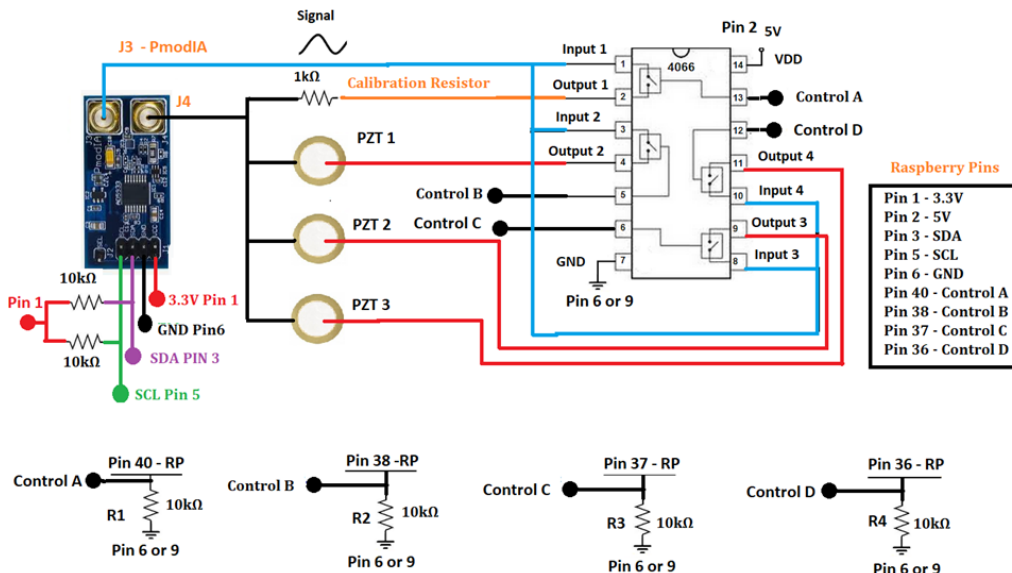 Signal
J3 - PmodIA
J4
1kΩ
Calibration Resistor
PZT 1
PZT 2
PZT 3
Input 1
Output 1
Input 2
Output 2
Control B
Control C
GND
Pin 6 or 9
1
2
3
4
5
6
7
4066
Pin 2
5V
VDD
14
13
12
11
10
9
8
Control A
Control D
Output 4
Input 4
Output 3
Input 3
PmodIA
J2
10kΩ
Pin 1
10kΩ
3.3V Pin 1
GND Pin6
SDA PIN 3
SCL Pin 5
Raspberry Pins
Pin 1 - 3.3V
Pin 2 - 5V
Pin 3 - SDA
Pin 5 - SCL
Pin 6 - GND
Pin 40 - Control A
Pin 38 - Control B
Pin 37 - Control C
Pin 36 - Control D
Pin 40 - RP
Control A
R1
10kΩ
Pin 6 or 9
Pin 38 -RP
Control B
R2
10kΩ
Pin 6 or 9
Pin 37 - RP
Control C
R3
10kΩ
Pin 6 or 9
Pin 36 - RP
Control D
R4
10kΩ
Pin 6 or 9